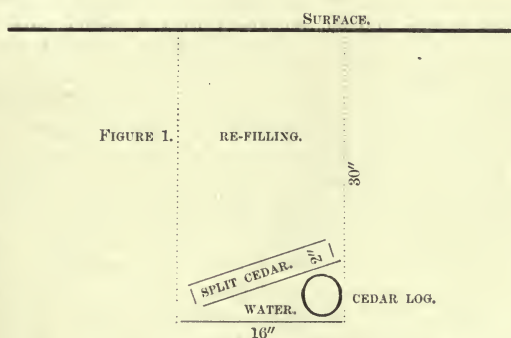 SURFACE.
FIGURE 1. RE-FILLING.
30"
SPLIT CEDAR. 2"
WATER. CEDAR LOG.
16"